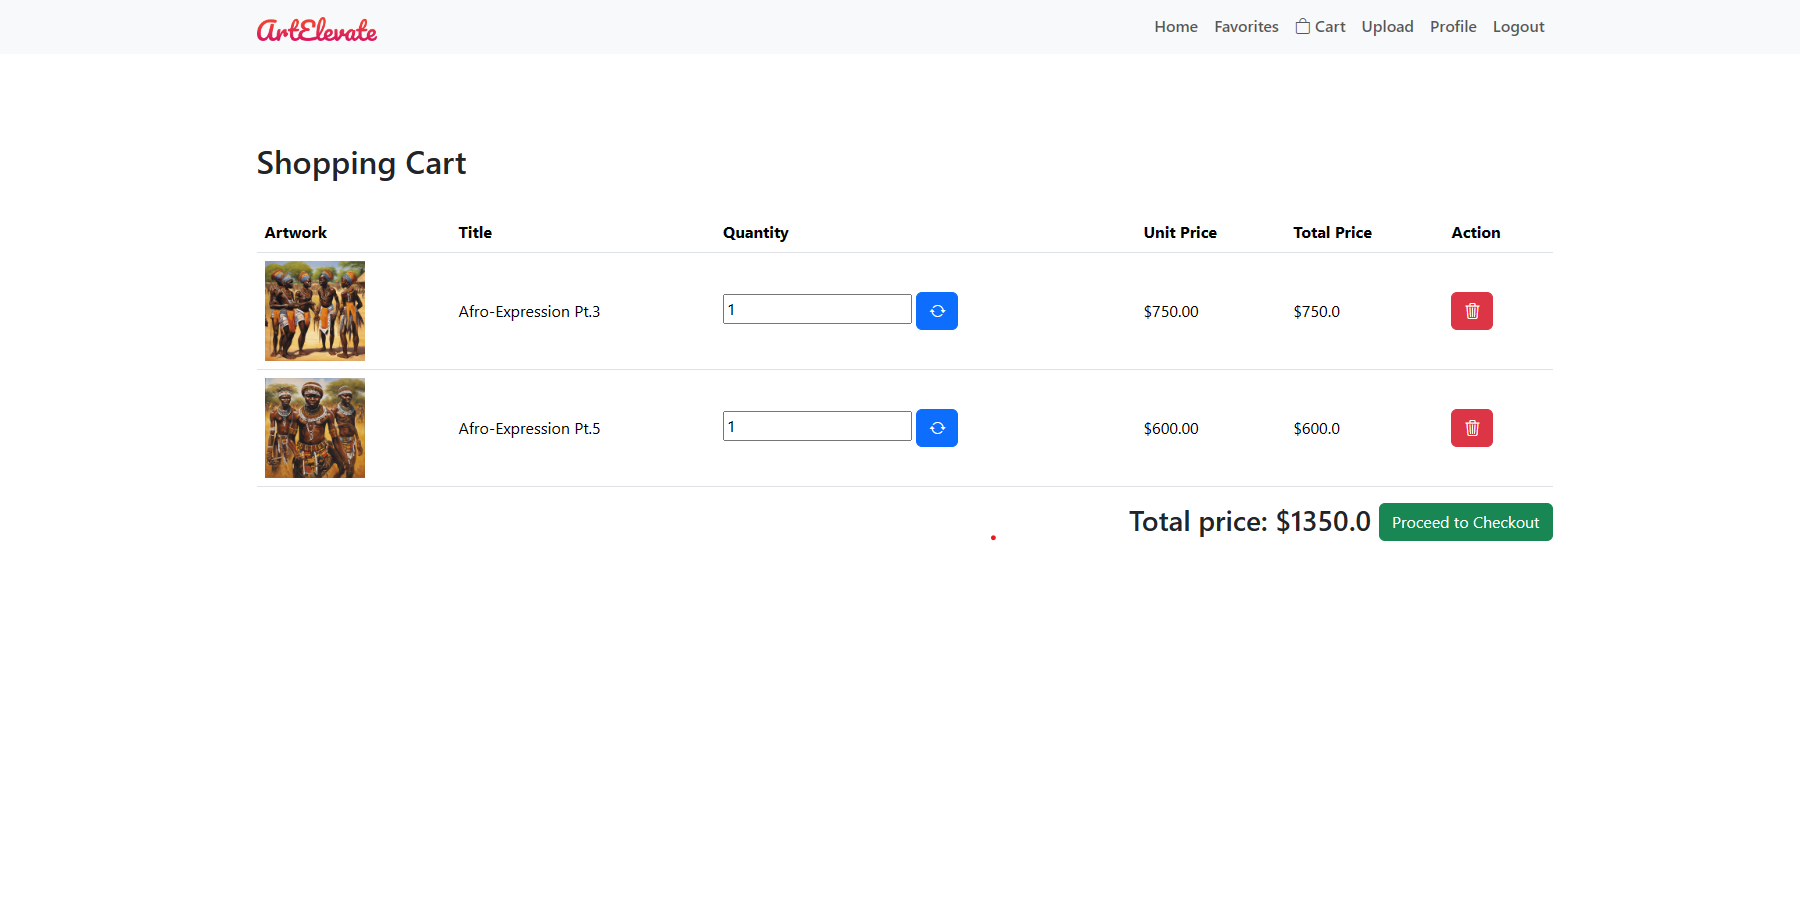 ArtElevate Home Favorites Cart Upload Profile Logout
Shopping Cart
Artwork Title Quantity Unit Price Total Price Action
Afro-Expression Pt.3 1 $750.00 $750.0
Afro-Expression Pt.5 1 $600.00 $600.0
Total price: $1350.0 Proceed to Checkout